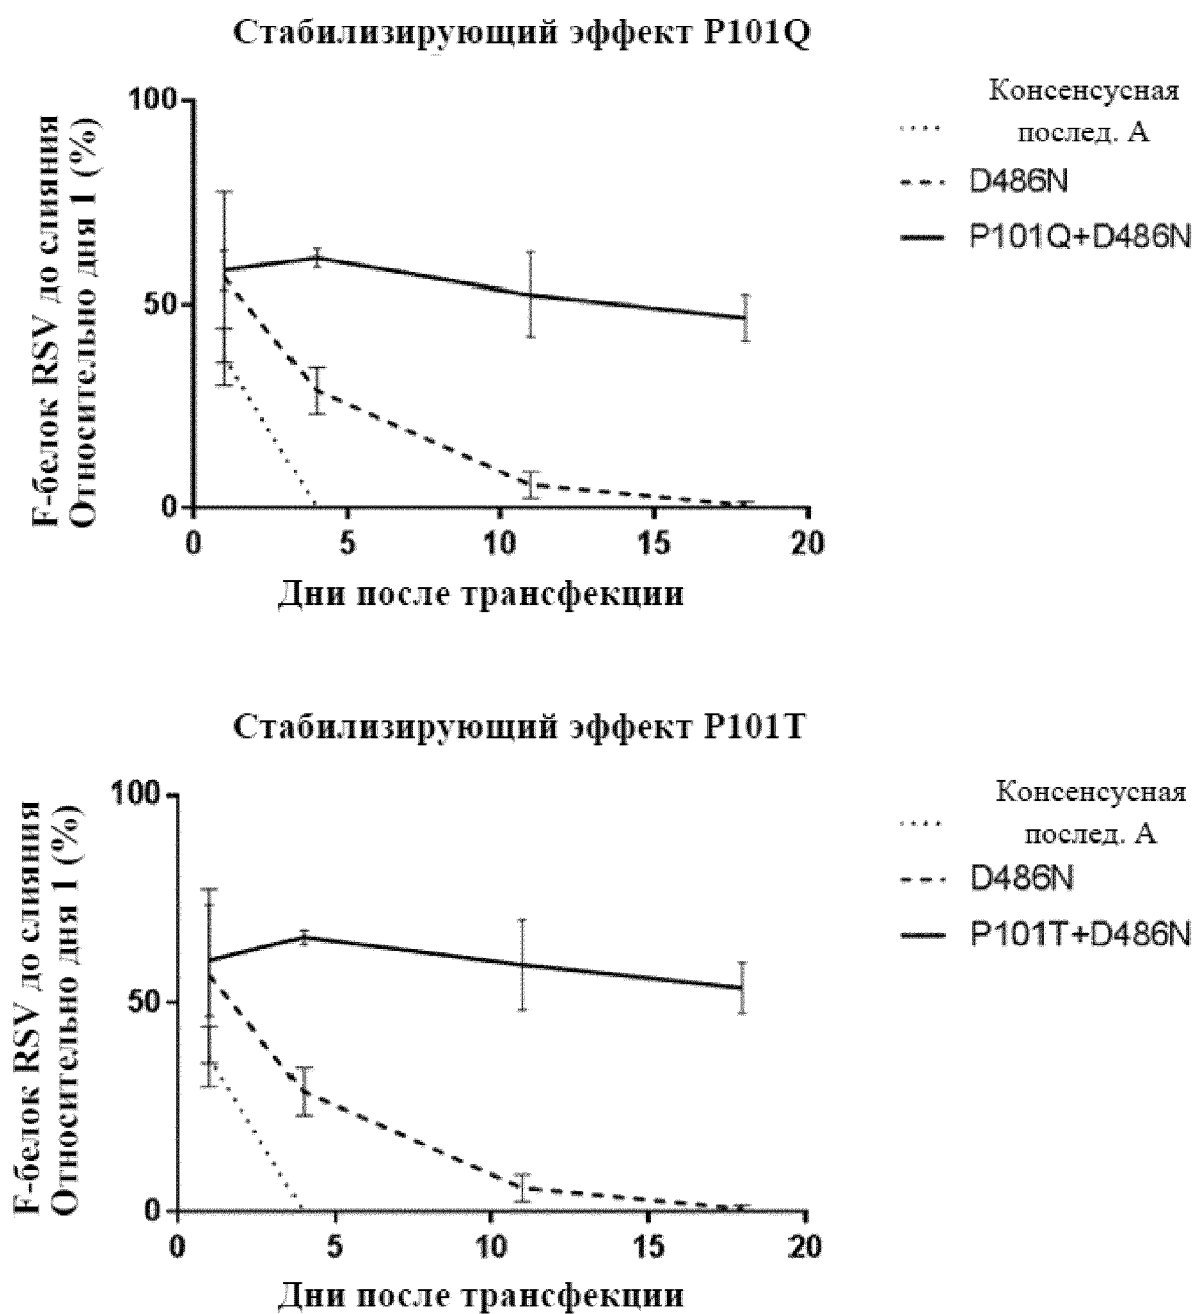 Стабилизирующий эффект P101Q
F-белок RSV до слияния
Относительно дня 1 (%)
100
50
0
0 5 10 15 20
Дни после трансфекции
Консенсусная
послед. А
D486N
P101Q+D486N
Стабилизирующий эффект P101T
F-белок RSV до слияния
Относительно дня 1 (%)
100
50
0
0 5 10 15 20
Дни после трансфекции
Консенсусная
послед. А
D486N
P101T+D486N